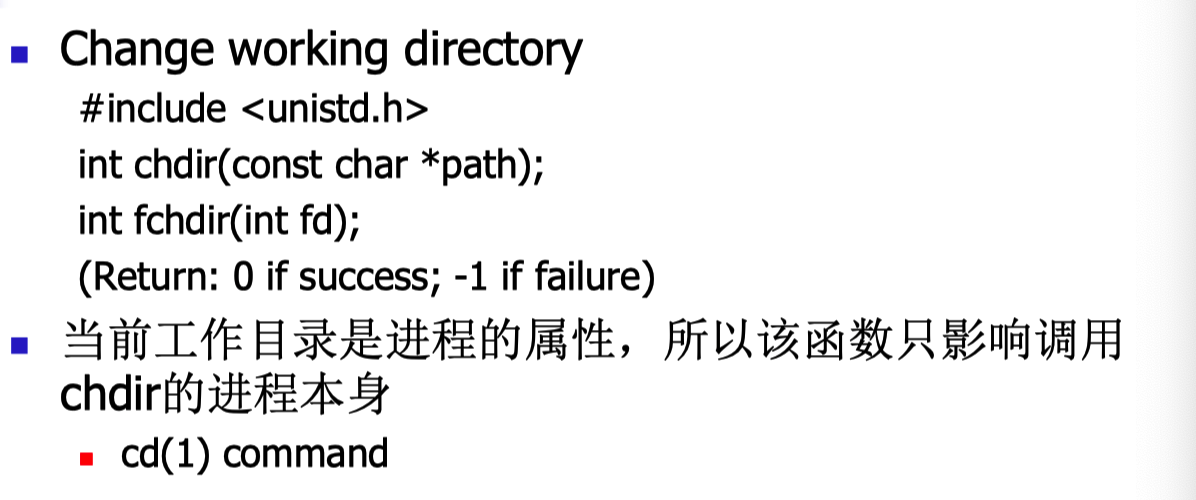 Change working directory
#include <unistd.h>
int chdir(const char *path);
int fchdir(int fd);
(Return: 0 if success; -1 if failure)
当前工作目录是进程的属性，所以该函数只影响调用
chdir的进程本身
cd(1) command